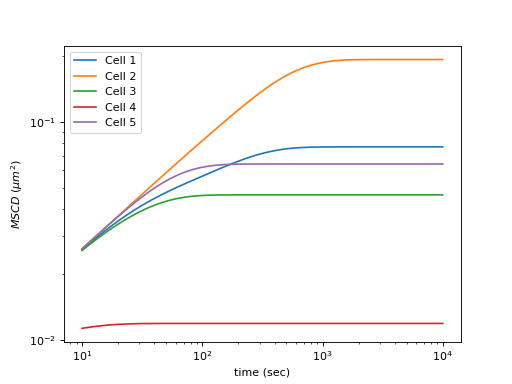 Cell 1
Cell 2
Cell 3
Cell 4
Cell 5
10⁻¹
10⁻²
MSCD (μm²)
10¹ 10² 10³ 10⁴
time (sec)